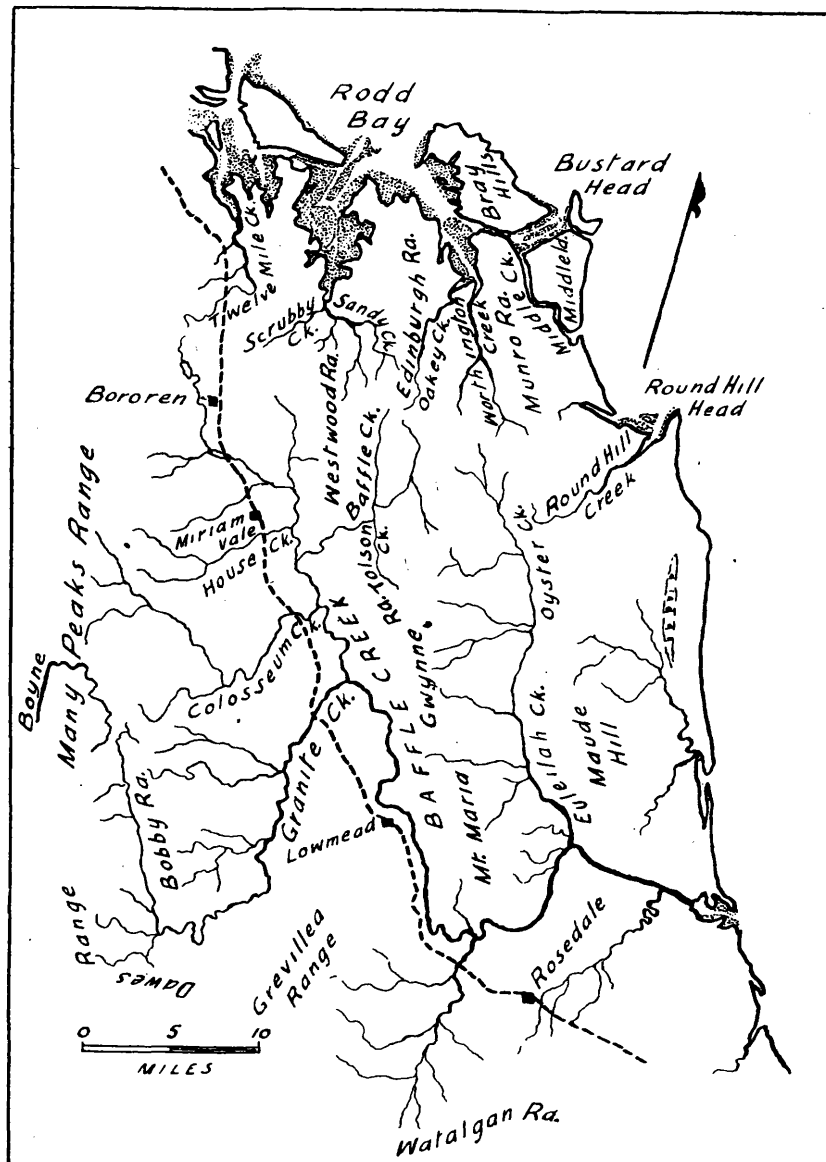 Rodd
Bay
Bray
Hills
Bustard
Head
Middle Id.
Twelve Mile Ck.
Scrubby
Ck.
Sandy
Ck.
Edinburgh Ra.
Oakey Ck.
Worthington
Creek
Munro Ra.
Middle Ck.
Bororen
Round Hill
Head
Westwood Ra.
Baffle Ck.
Round Hill
Creek
Miriam
Vale
House Ck.
Tolson
Ck.
Oyster Ck.
Many Peaks Range
Boyne
Colosseum Ck.
BAFFLE CREEK
Gwynne Ra.
Euleilah Ck.
Maude
Hill
Bobby Ra.
Granite Ck.
CREEK
Lowmead
Mt. Maria
Dawes
Range
Grevillea
Range
Rosedale
0 5 10
MILES
Watalgan Ra.